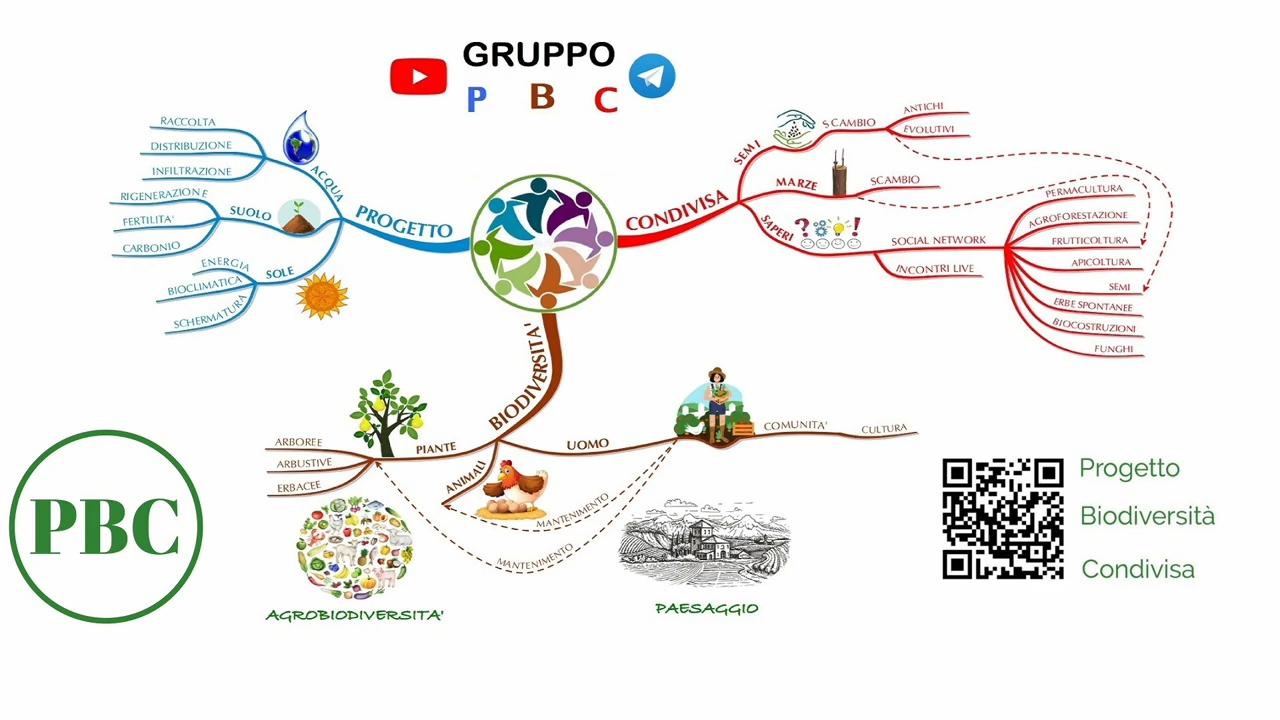 GRUPPO
P B C
PROGETTO
ACQUA
RACCOLTA
DISTRIBUZIONE
INFILTRAZIONE
SUOLO
RIGENERAZIONE
FERTILITA'
CARBONIO
SOLE
ENERGIA
BIOCLIMATICA
SCHERMATURA
CONDIVISA
SEMI
SCAMBIO
ANTICHI
EVOLUTIVI
MARZE
SCAMBIO
SAPERI
SOCIAL NETWORK
INCONTRI LIVE
PERMACULTURA
AGROFORESTAZIONE
FRUTTICOLTURA
APICOLTURA
SEMI
ERBE SPONTANEE
BIOCOSTRUZIONI
FUNGHI
BIODIVERSITA'
PIANTE
ARBOREE
ARBUSTIVE
ERBACEE
ANIMALI
UOMO
COMUNITA'
CULTURA
MANTENIMENTO
MANTENIMENTO
AGROBIODIVERSITA'
PAESAGGIO
PBC
Progetto
Biodiversità
Condivisa